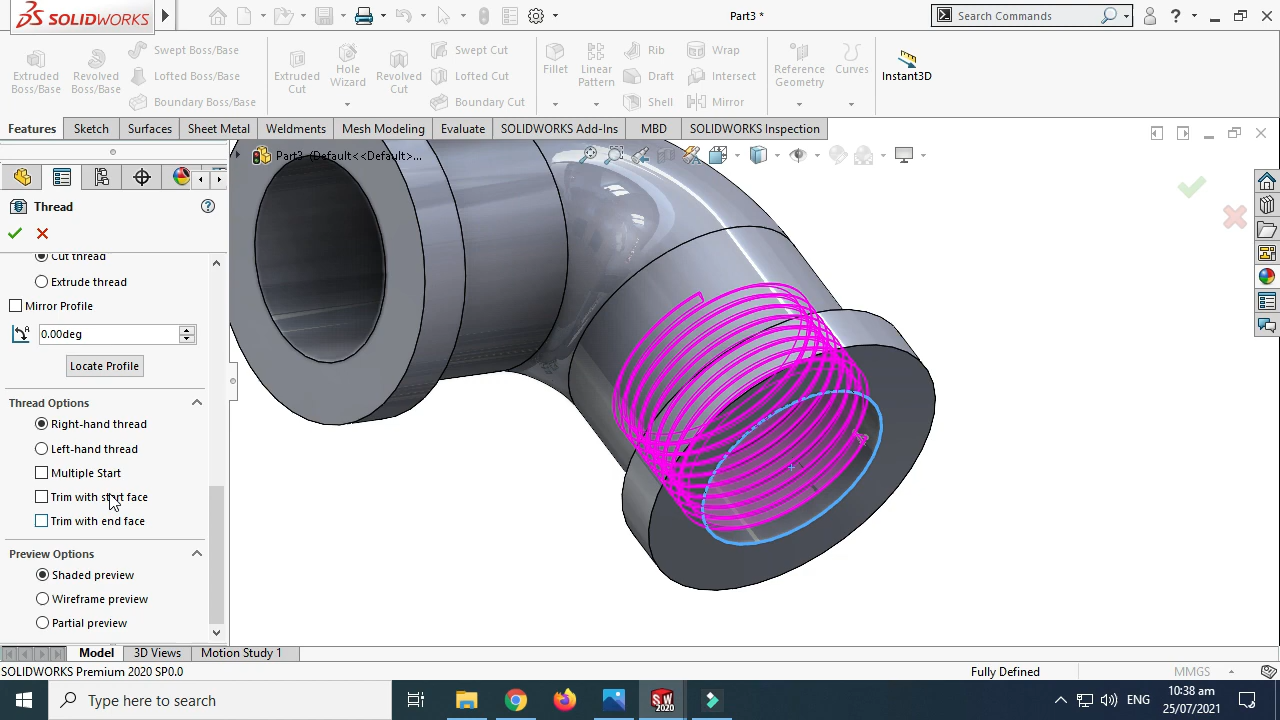 SOLIDWORKS
Part3 *
Search Commands
Extruded Boss/Base
Revolved Boss/Base
Swept Boss/Base
Lofted Boss/Base
Boundary Boss/Base
Extruded Cut
Hole Wizard
Revolved Cut
Swept Cut
Lofted Cut
Boundary Cut
Fillet
Linear Pattern
Rib
Draft
Shell
Wrap
Intersect
Mirror
Reference Geometry
Curves
Instant3D
Features
Sketch
Surfaces
Sheet Metal
Weldments
Mesh Modeling
Evaluate
SOLIDWORKS Add-Ins
MBD
SOLIDWORKS Inspection
Part3 (Default<<Default>...
Thread
Cut thread
Extrude thread
Mirror Profile
0.00deg
Locate Profile
Thread Options
Right-hand thread
Left-hand thread
Multiple Start
Trim with start face
Trim with end face
Preview Options
Shaded preview
Wireframe preview
Partial preview
Model
3D Views
Motion Study 1
SOLIDWORKS Premium 2020 SP0.0
Fully Defined
MMGS
Type here to search
SW
2020
ENG
10:38 am
25/07/2021